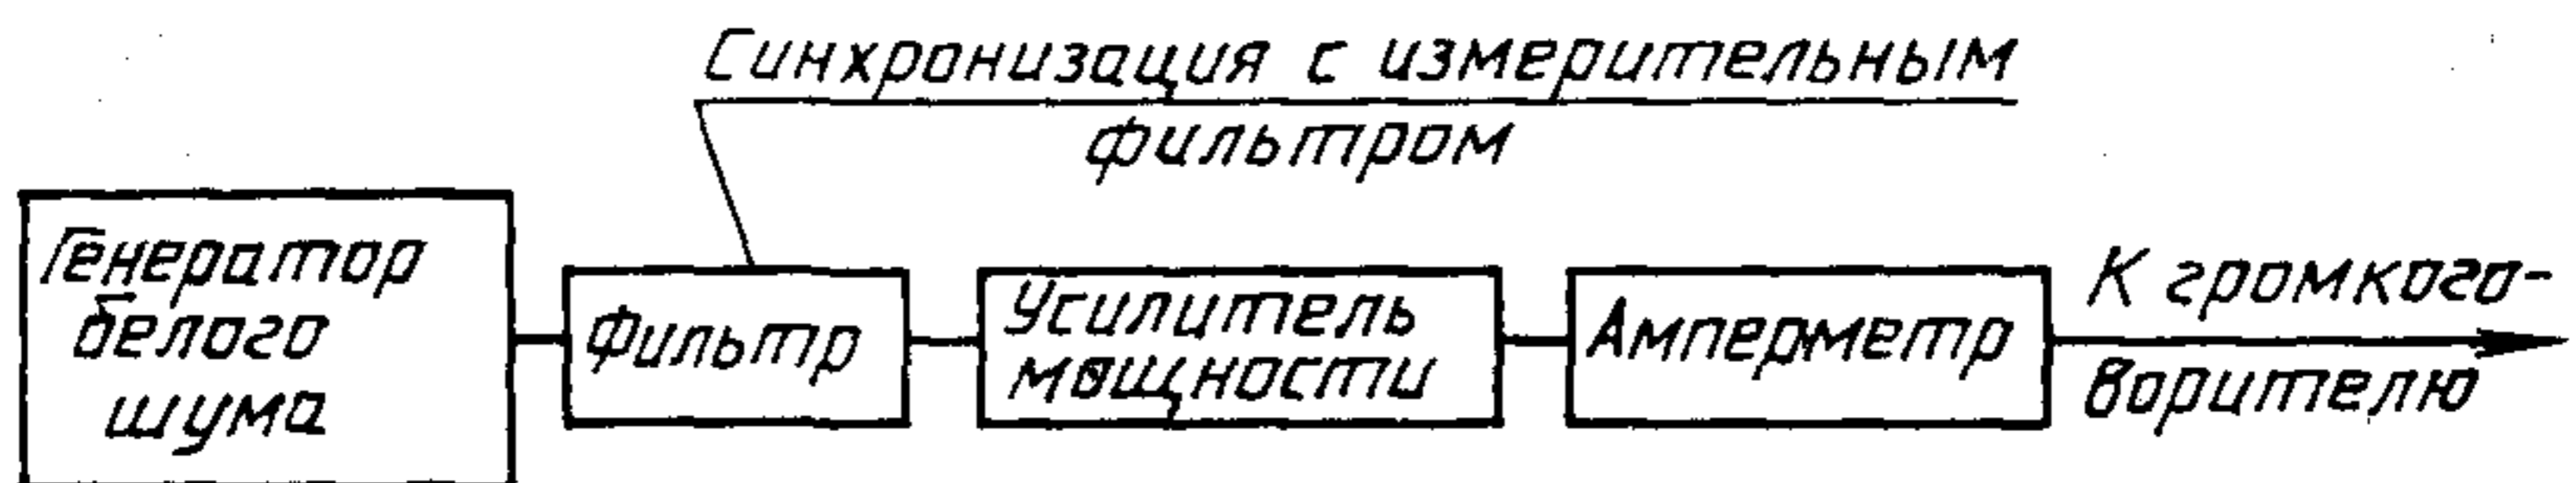 Синхронизация с измерительным
фильтром
Генератор
белого
шума
Фильтр
Усилитель
мощности
Амперметр
К громкого-
ворителю